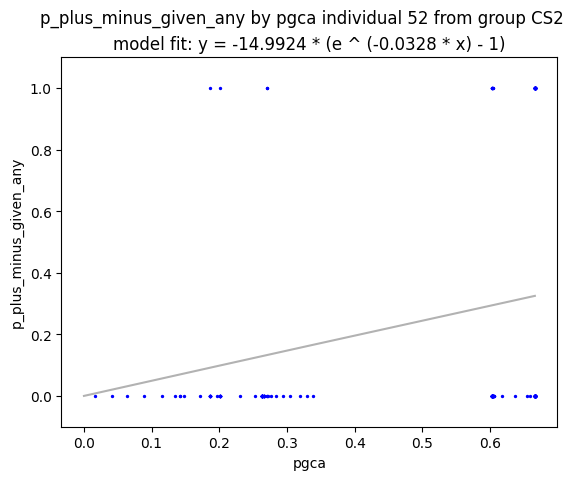 p_plus_minus_given_any by pgca individual 52 from group CS2
model fit: y = -14.9924 * (e ^ (-0.0328 * x) - 1)
p_plus_minus_given_any
1.0
0.8
0.6
0.4
0.2
0.0
0.0 0.1 0.2 0.3 0.4 0.5 0.6
pgca